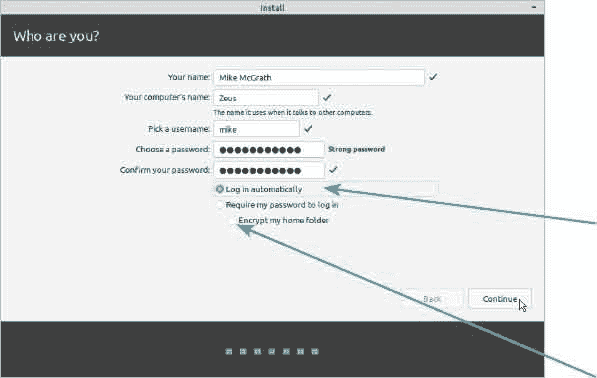 Install
Who are you?
Your name: Mike McGrath
Your computer's name: Zeus
The name it uses when it talks to other computers.
Pick a username: mike
Choose a password: ●●●●●●●●●●● Strong password
Confirm your password: ●●●●●●●●●●●
Log in automatically
Require my password to log in
Encrypt my home folder
Back Continue